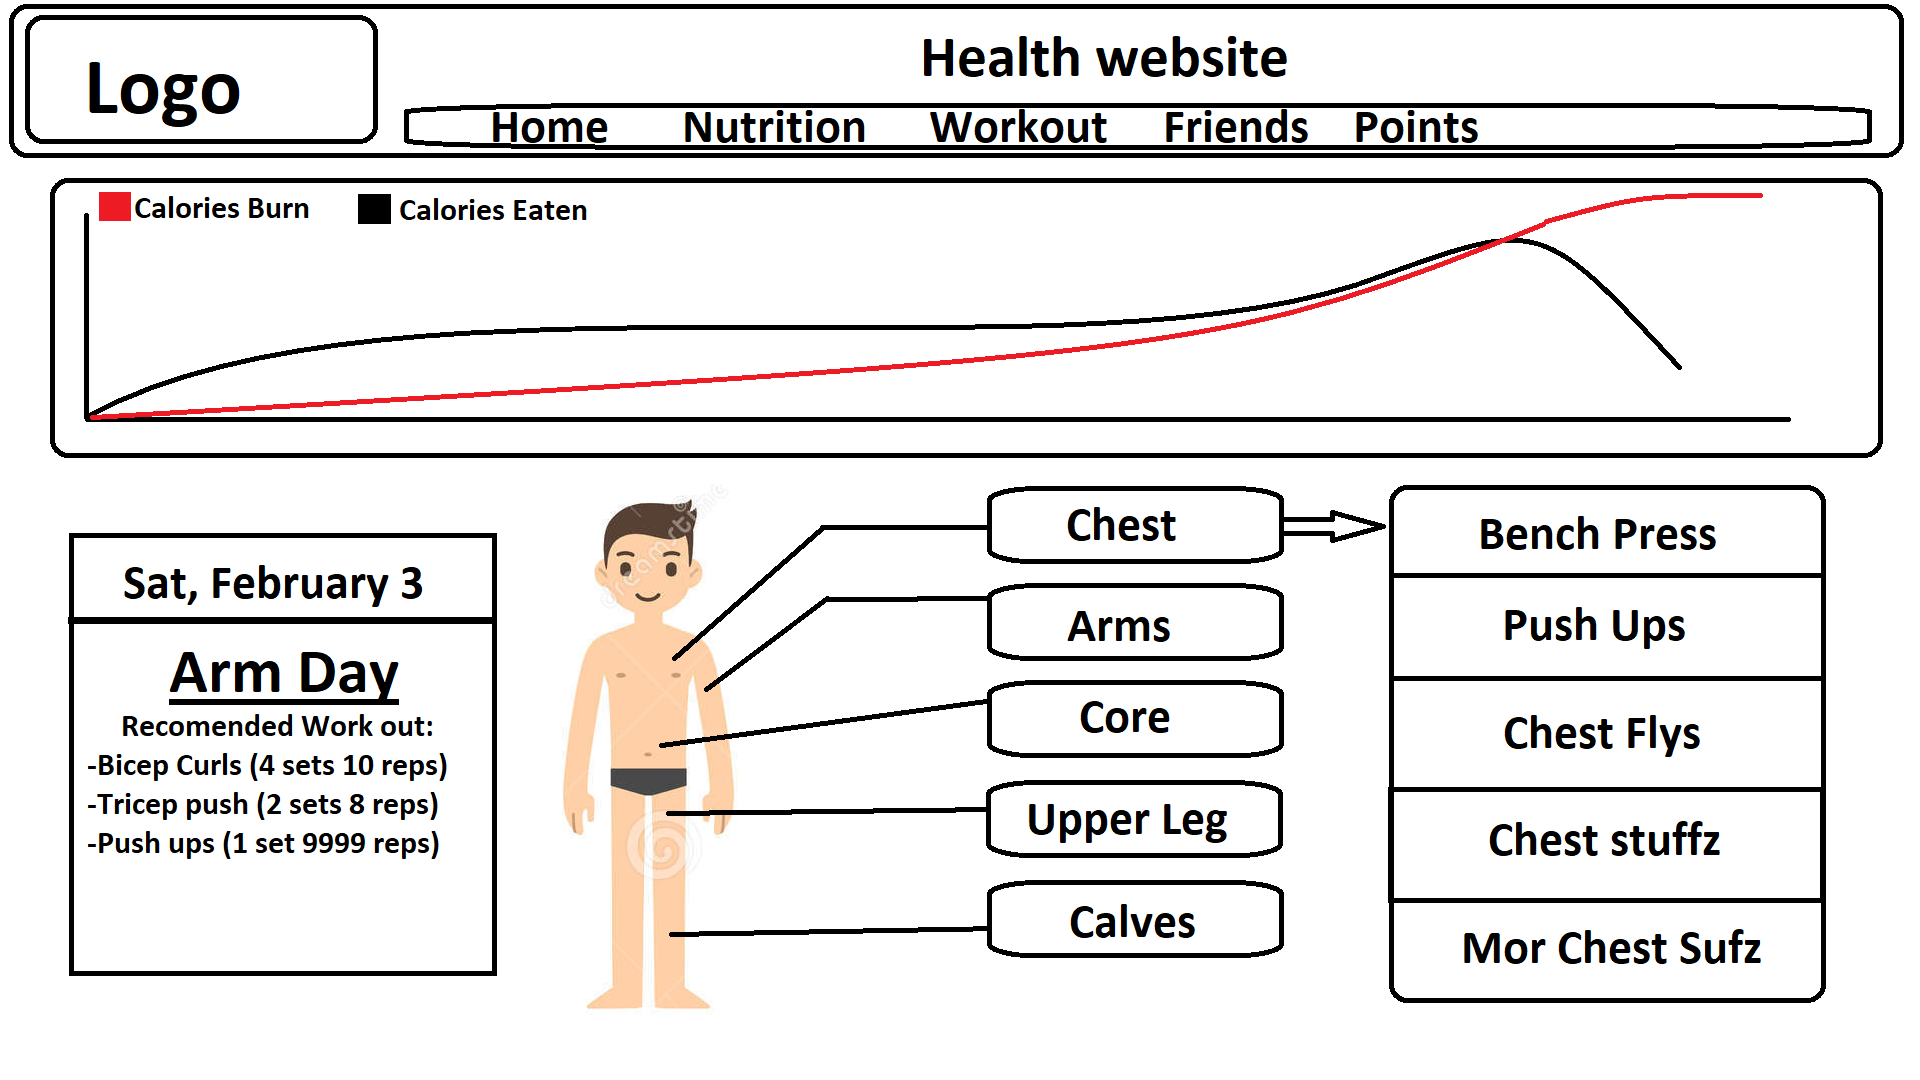 Logo
Health website
Home Nutrition Workout Friends Points
Calories Burn Calories Eaten
Sat, February 3
Arm Day
Recomended Work out:
-Bicep Curls (4 sets 10 reps)
-Tricep push (2 sets 8 reps)
-Push ups (1 set 9999 reps)
dreamstime
Chest
Arms
Core
Upper Leg
Calves
Bench Press
Push Ups
Chest Flys
Chest stuffz
Mor Chest Sufz